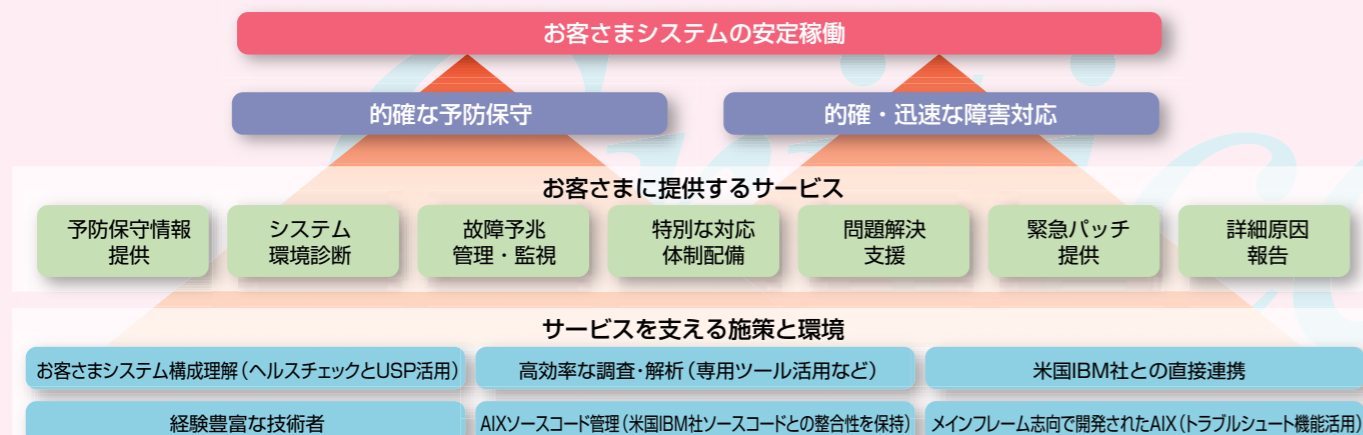 お客さまシステムの安定稼働
的確な予防保守
的確・迅速な障害対応
お客さまに提供するサービス
予防保守情報
提供
システム
環境診断
故障予兆
管理・監視
特別な対応
体制配備
問題解決
支援
緊急パッチ
提供
詳細原因
報告
サービスを支える施策と環境
お客さまシステム構成理解(ヘルスチェックとUSP活用)
高効率な調査・解析(専用ツール活用など)
米国IBM社との直接連携
経験豊富な技術者
AIXソースコード管理(米国IBM社ソースコードとの整合性を保持)
メインフレーム志向で開発されたAIX(トラブルシュート機能活用)